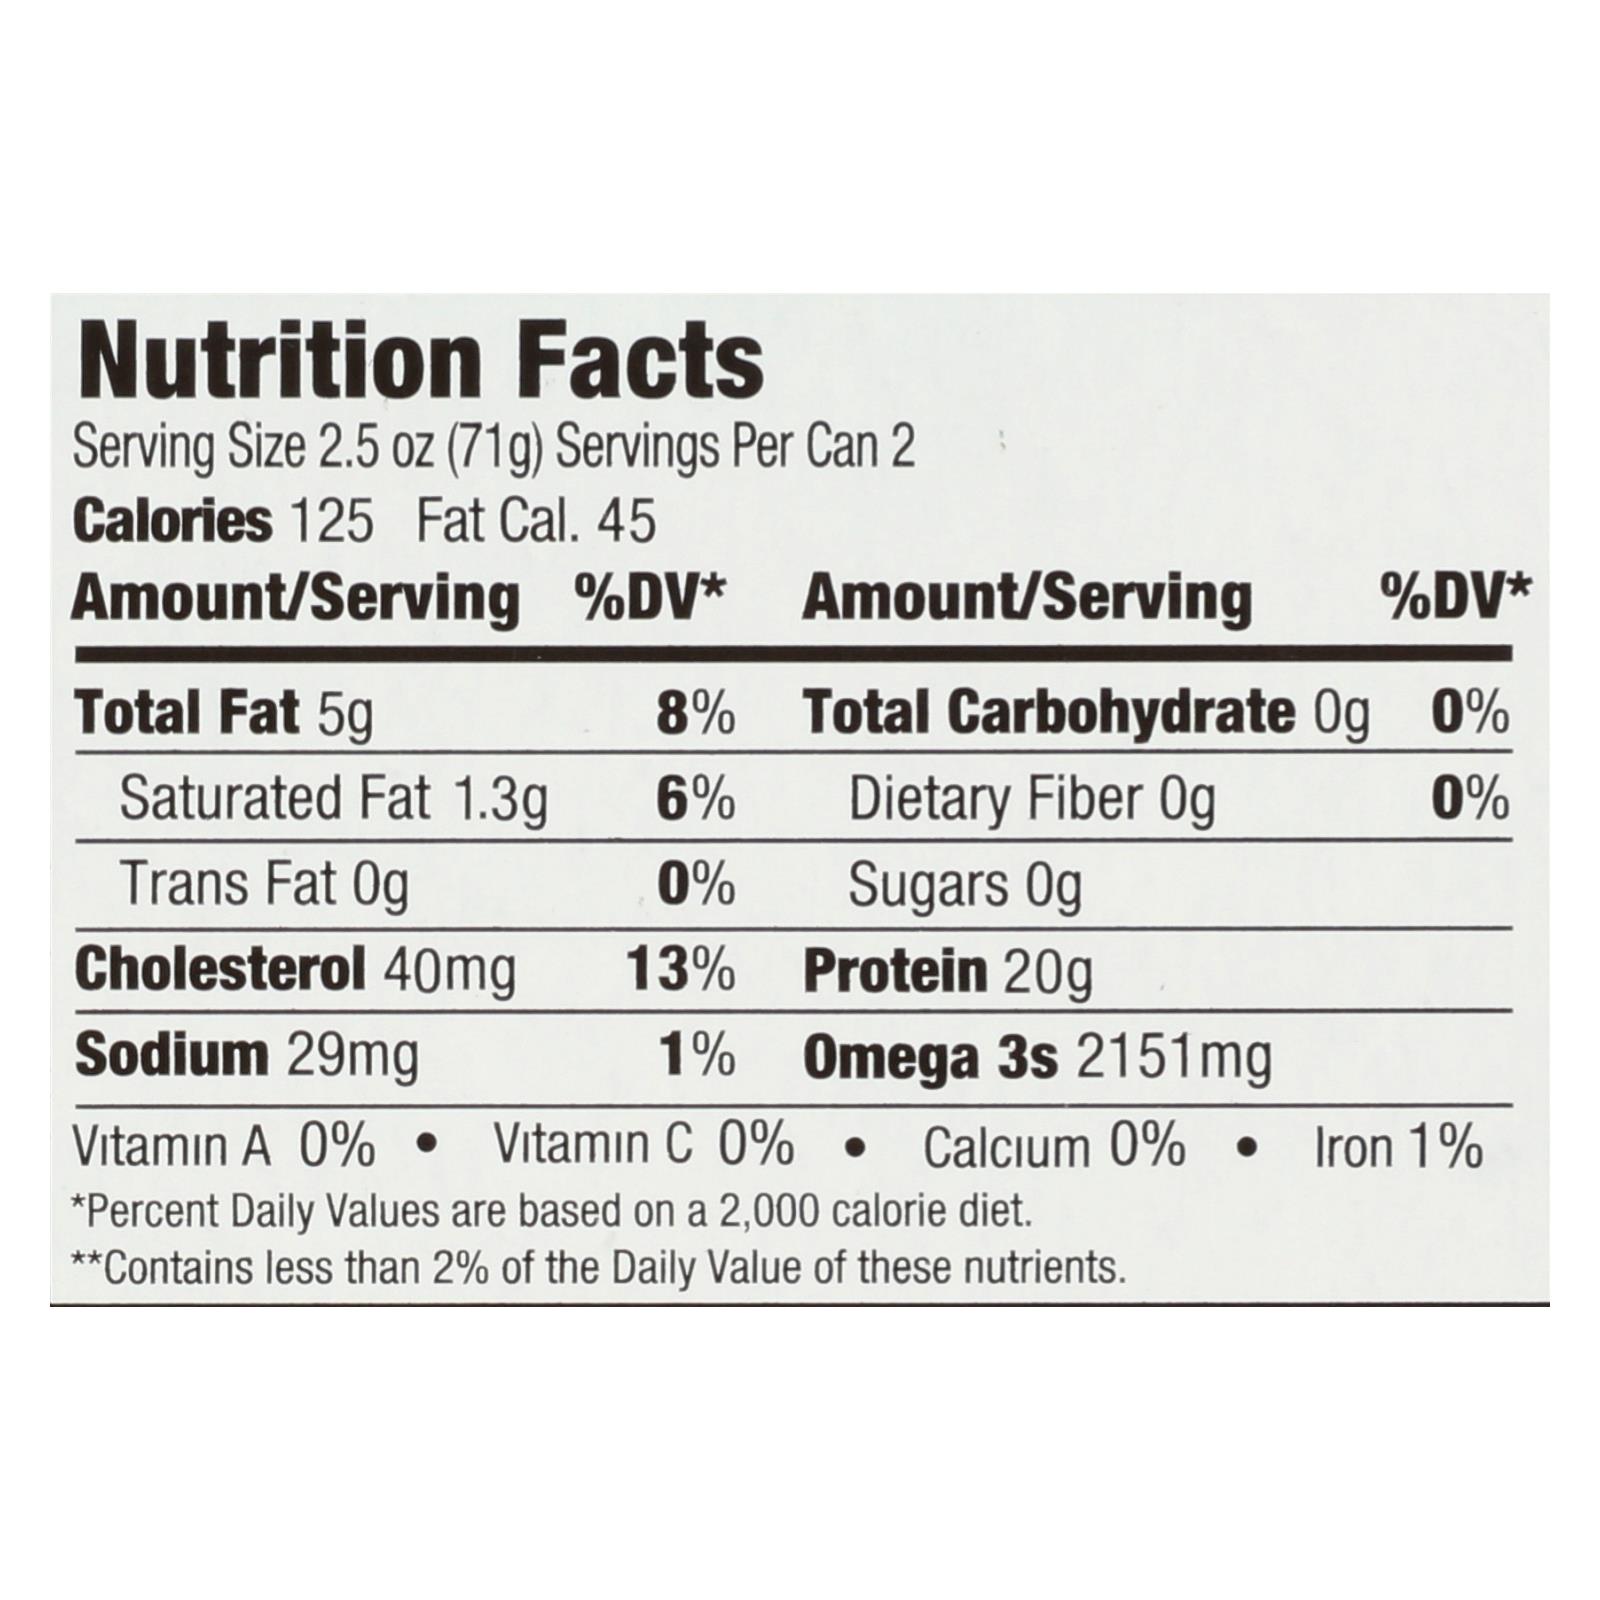 Nutrition Facts
Serving Size 2.5 oz (71g) Servings Per Can 2
Calories 125 Fat Cal. 45
Amount/Serving %DV* Amount/Serving %DV*
Total Fat 5g 8% Total Carbohydrate 0g 0%
Saturated Fat 1.3g 6% Dietary Fiber 0g 0%
Trans Fat 0g 0% Sugars 0g
Cholesterol 40mg 13% Protein 20g
Sodium 29mg 1% Omega 3s 2151mg
Vitamin A 0% • Vitamin C 0% • Calcium 0% • Iron 1%
*Percent Daily Values are based on a 2,000 calorie diet.
**Contains less than 2% of the Daily Value of these nutrients.